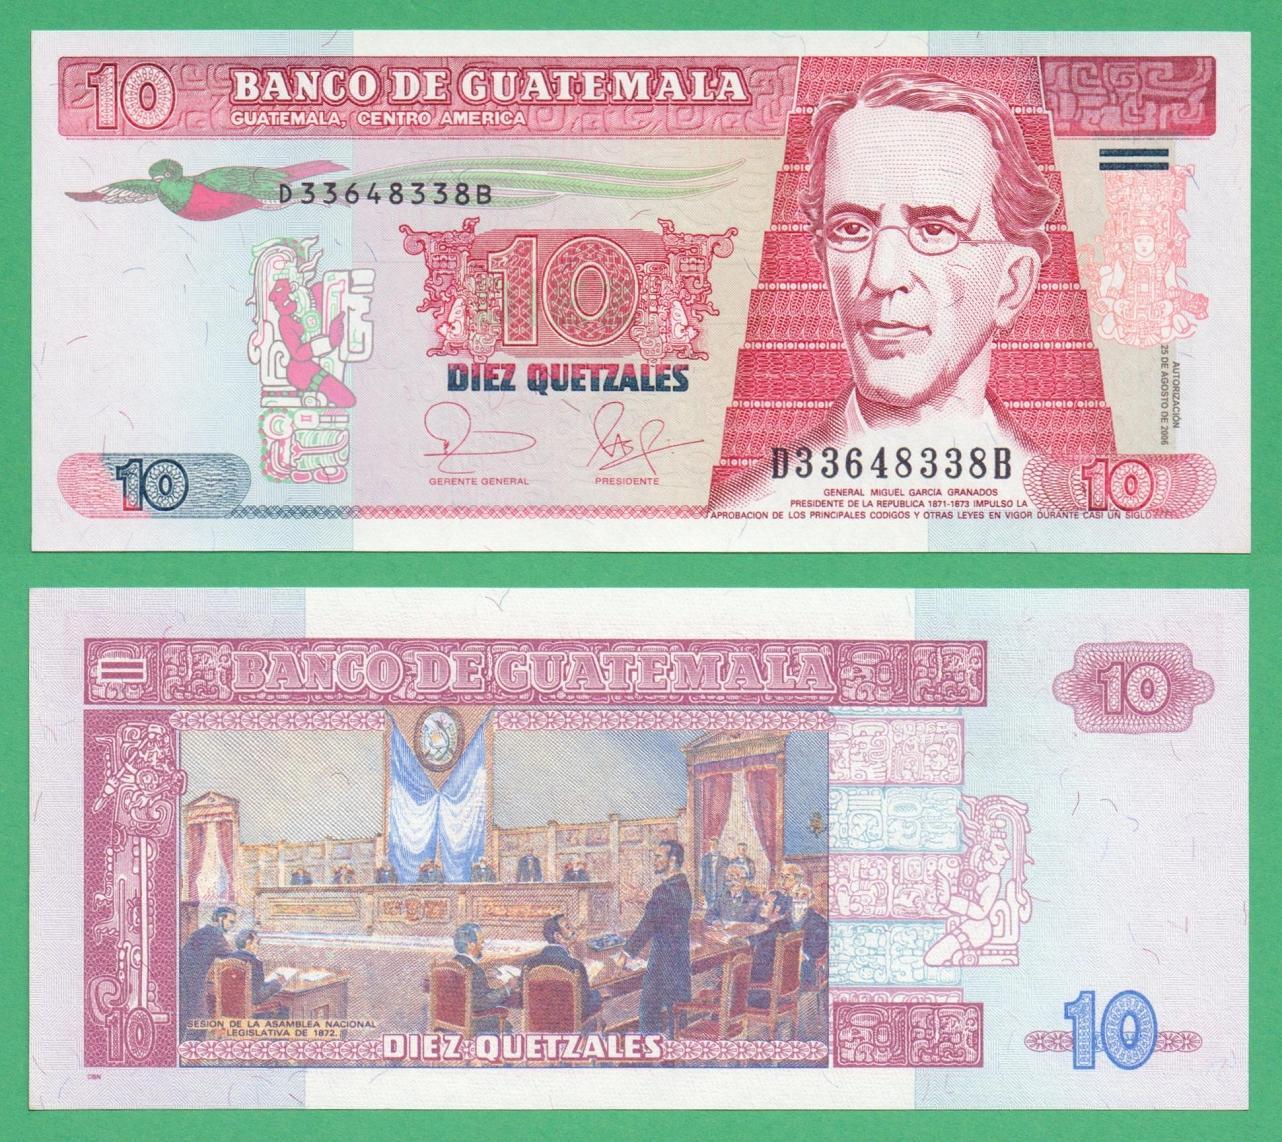 10 BANCO DE GUATEMALA
GUATEMALA, CENTRO AMERICA
D33648338B
10
DIEZ QUETZALES
GERENTE GENERAL
PRESIDENTE
AUTORIZACIÓN
25 DE AGOSTO DE 2006
D33648338B
10
10
GENERAL MIGUEL GARCIA GRANADOS
PRESIDENTE DE LA REPUBLICA 1871-1873 IMPULSO LA
APROBACION DE LOS PRINCIPALES CODIGOS Y OTRAS LEYES EN VIGOR DURANTE CASI UN SIGLO
BANCO DE GUATEMALA
10
SESION DE LA ASAMBLEA NACIONAL
LEGISLATIVA DE 1872.
10
DIEZ QUETZALES
10